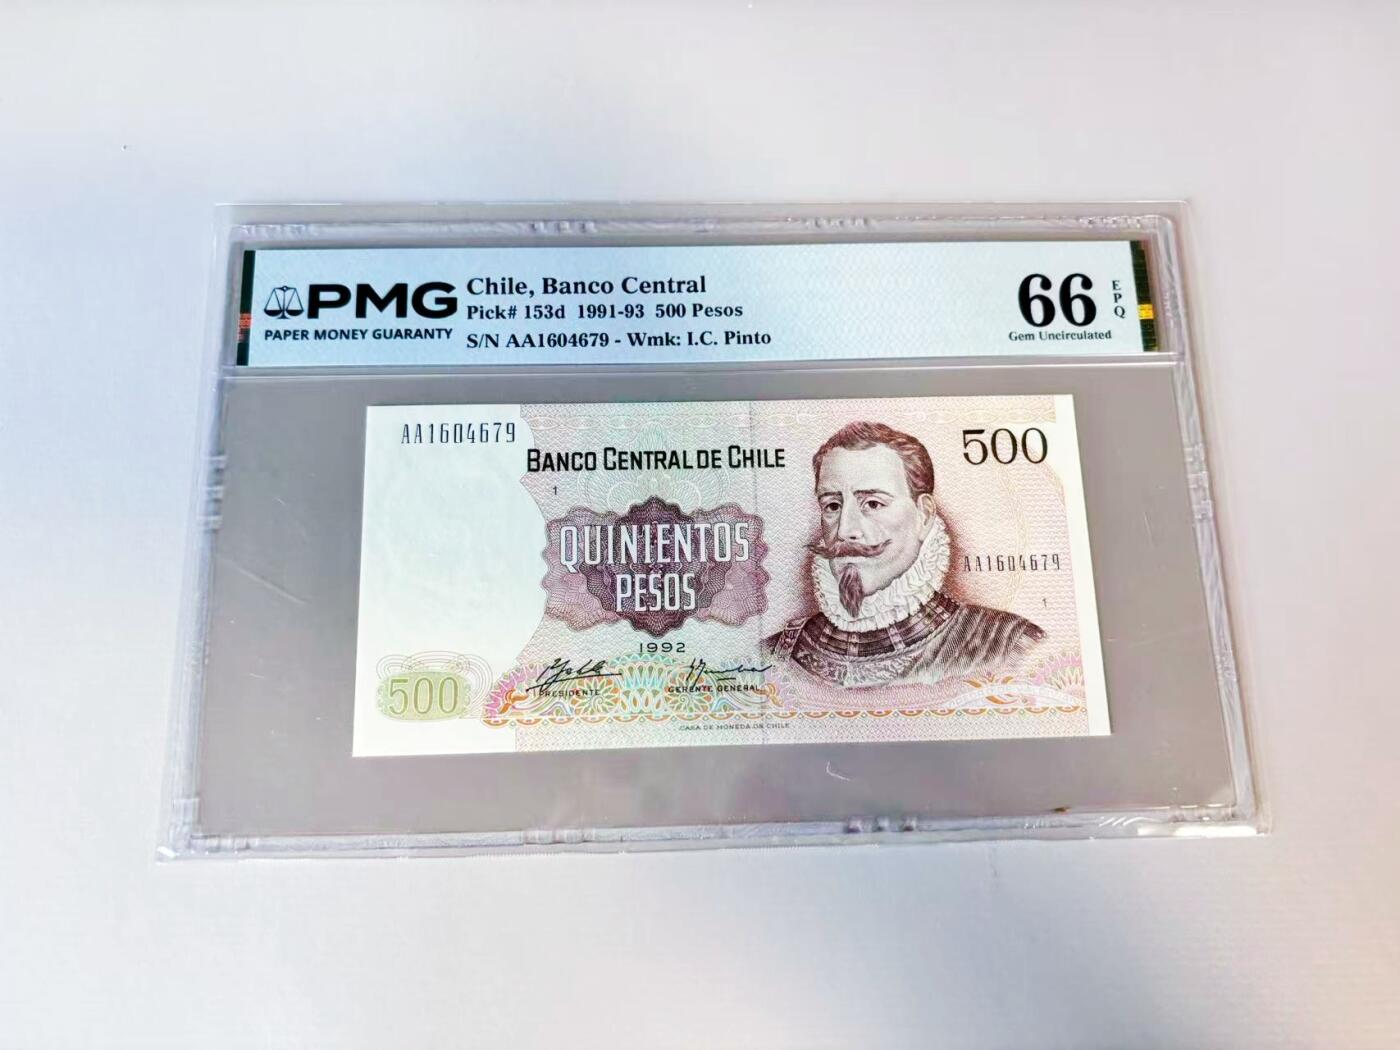 PMG
PAPER MONEY GUARANTY
Chile, Banco Central
Pick# 153d 1991-93 500 Pesos
S/N AA1604679 - Wmk: I.C. Pinto
66
EPQ
Gem Uncirculated
AA1604679
BANCO CENTRAL DE CHILE
500
1
QUINIENTOS
PESOS
AA1604679
1
1992
PRESIDENTE
GERENTE GENERAL
500
CASA DE MONEDA DE CHILE